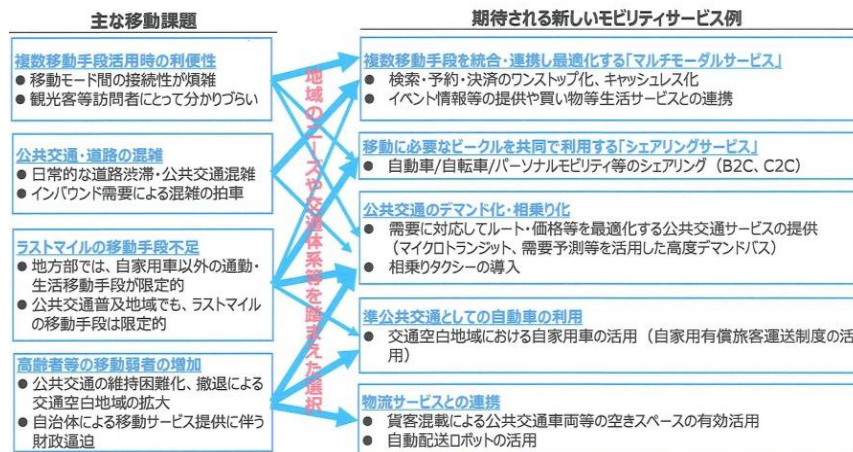 主な移動課題
複数移動手段活用時の利便性
● 移動モード間の接続性が煩雑
● 観光客等訪問者にとって分かりづらい
公共交通・道路の混雑
● 日常的な道路渋滞・公共交通混雑
● インバウンド需要による混雑の拍車
ラストマイルの移動手段不足
● 地方部では、自家用車以外の通勤・
生活移動手段が限定的
● 公共交通普及地域でも、ラストマイル
の移動手段は限定的
高齢者等の移動弱者の増加
● 公共交通の維持困難化、撤退による
交通空白地域の拡大
● 自治体による移動サービス提供に伴う
財政逼迫
地域のニーズや交通体系等を踏まえた選択
期待される新しいモビリティサービス例
複数移動手段を統合・連携し最適化する「マルチモーダルサービス」
● 検索・予約・決済のワンストップ化、キャッシュレス化
● イベント情報等の提供や買い物等生活サービスとの連携
移動に必要なビークルを共同で利用する「シェアリングサービス」
● 自動車/自転車/パーソナルモビリティ等のシェアリング（B2C、C2C）
公共交通のデマンド化・相乗り化
● 需要に対応してルート・価格等を最適化する公共交通サービスの提供
（マイクロトランジット、需要予測等を活用した高度デマンドバス）
● 相乗りタクシーの導入
準公共交通としての自動車の利用
● 交通空白地域における自家用車の活用（自家用有償旅客運送制度の活
用）
物流サービスとの連携
● 貨客混載による公共交通車両等の空きスペースの有効活用
● 自動配送ロボットの活用